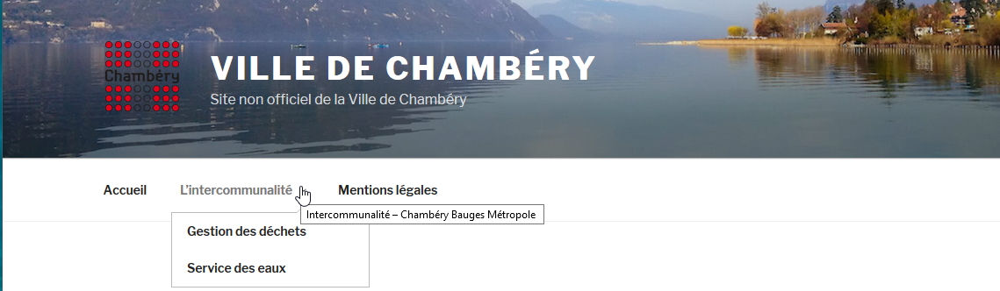 Chambéry
VILLE DE CHAMBÉRY
Site non officiel de la Ville de Chambéry
Accueil
L'intercommunalité
Mentions légales
Intercommunalité – Chambéry Bauges Métropole
Gestion des déchets
Service des eaux